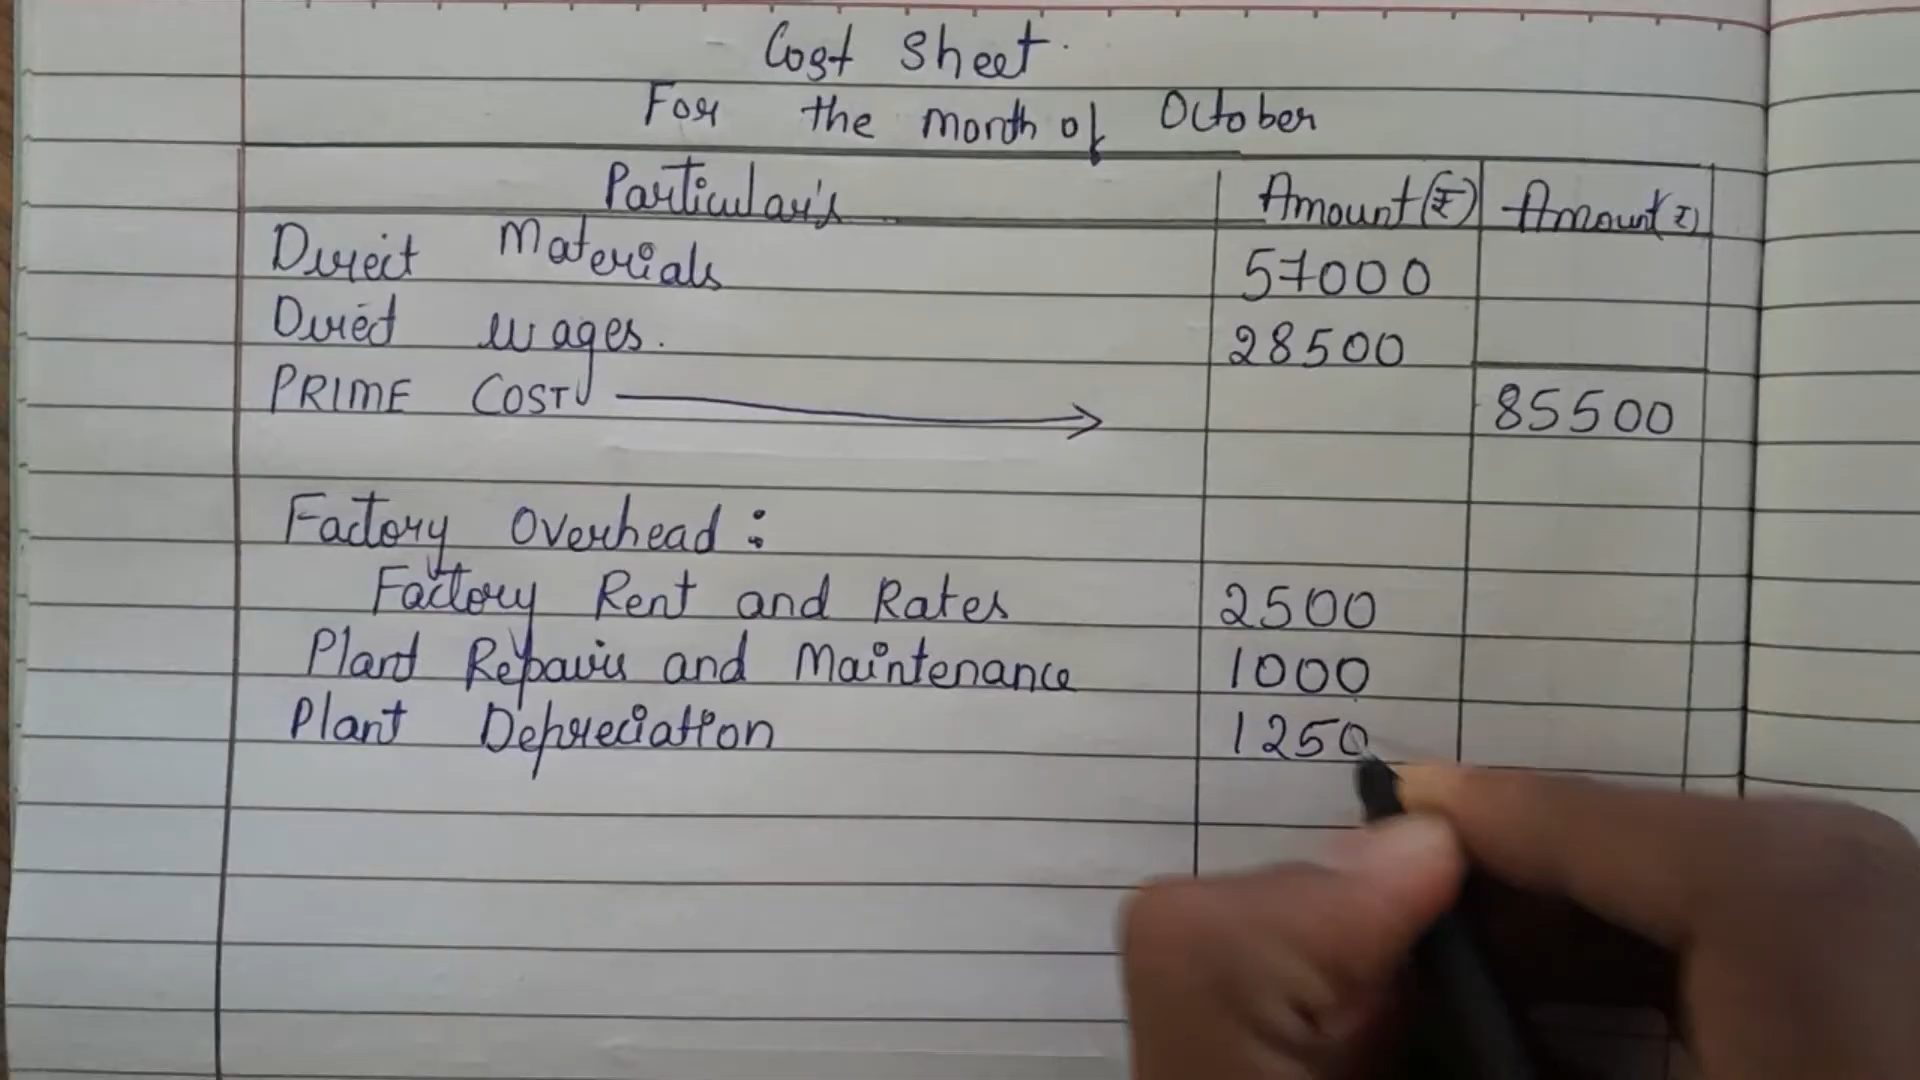 Cost Sheet
For the month of October
Particulars Amount(₹) Amount(₹)
Direct Materials 57000
Direct wages. 28500
PRIME COST 85500
Factory Overhead :
Factory Rent and Rates 2500
Plant Repairs and Maintenance 1000
Plant Depreciation 1250